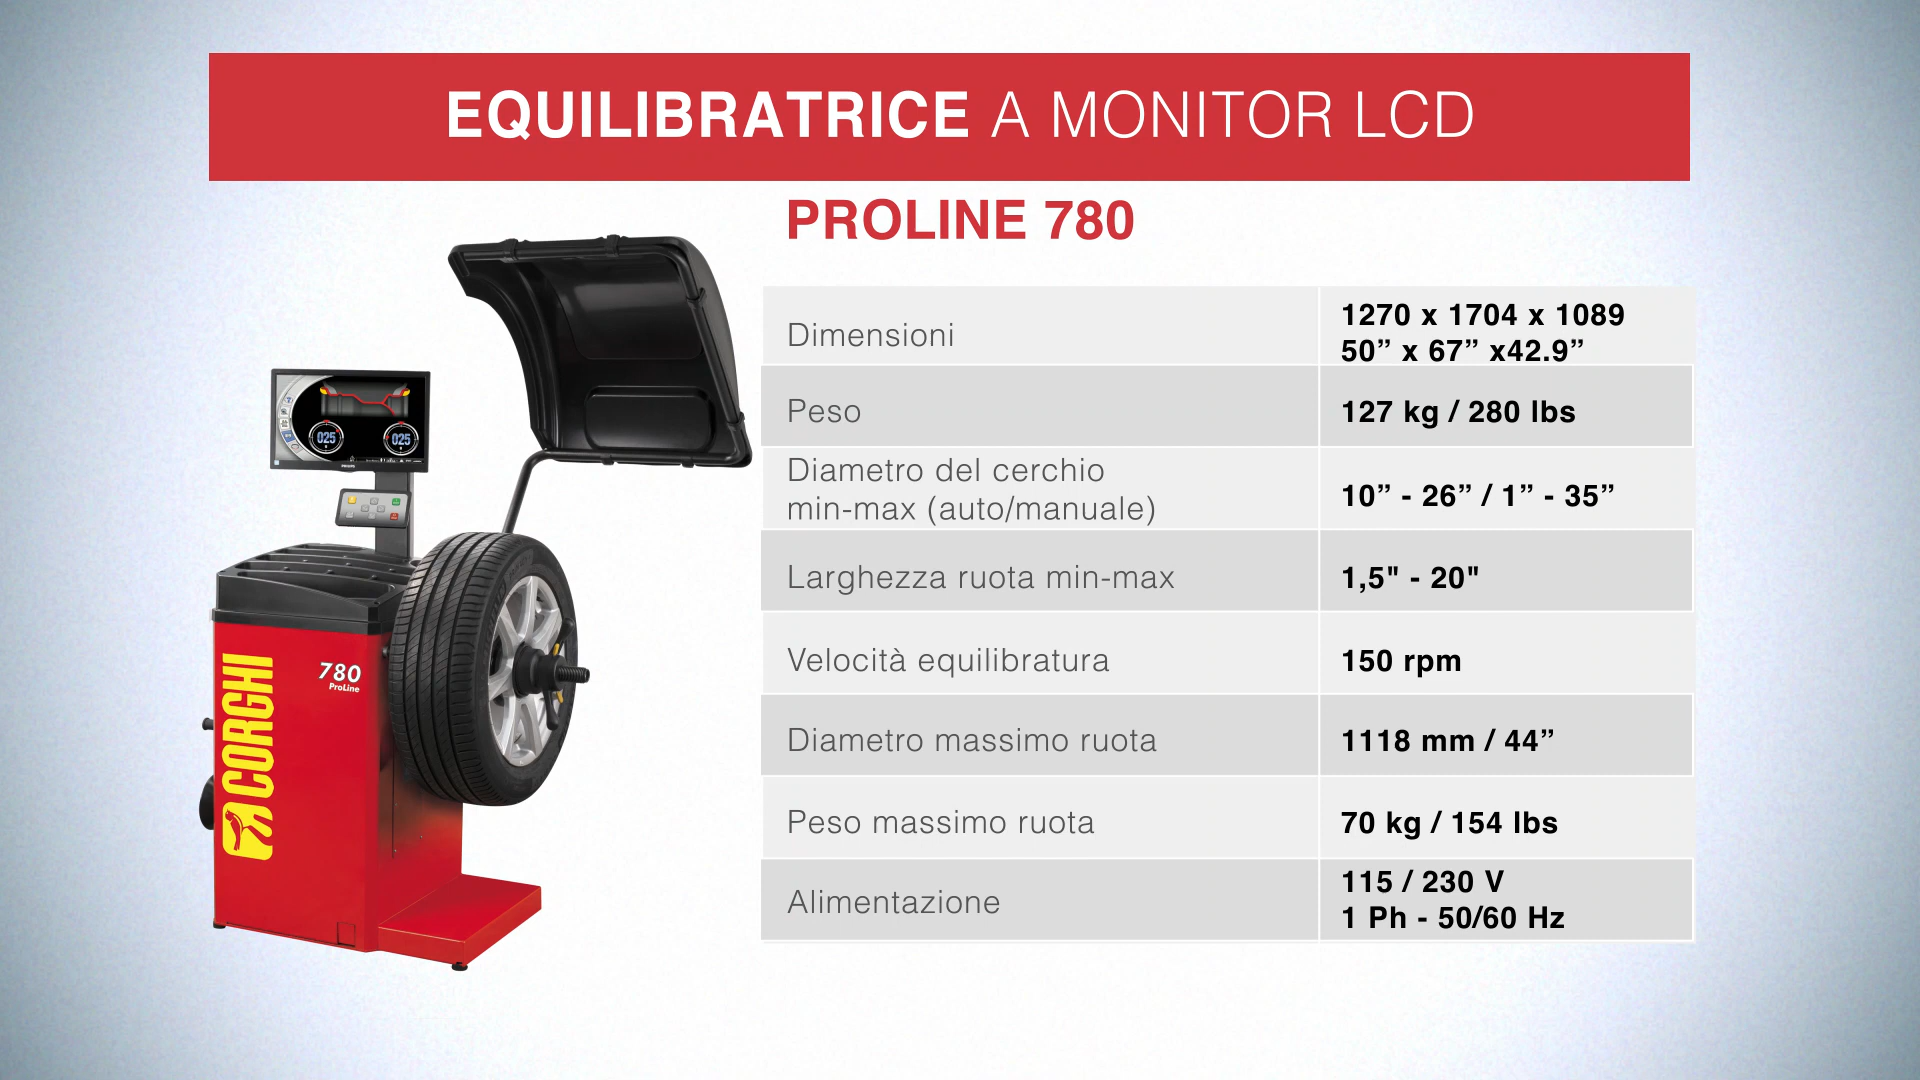 EQUILIBRATRICE A MONITOR LCD
PROLINE 780
Dimensioni
1270 x 1704 x 1089
50” x 67” x42.9”
Peso
127 kg / 280 lbs
Diametro del cerchio
min-max (auto/manuale)
10” - 26” / 1” - 35”
Larghezza ruota min-max
1,5" - 20"
Velocità equilibratura
150 rpm
Diametro massimo ruota
1118 mm / 44”
Peso massimo ruota
70 kg / 154 lbs
Alimentazione
115 / 230 V
1 Ph - 50/60 Hz
025
025
PHILIPS
780
ProLine
CORGHI